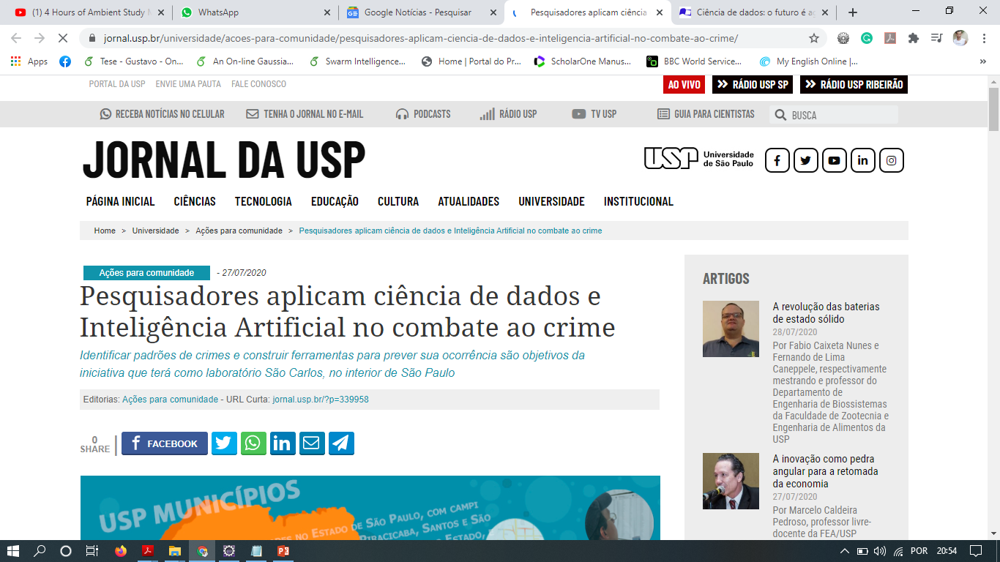 (1) 4 Hours of Ambient Study M
WhatsApp
Google Notícias - Pesquisar
Pesquisadores aplicam ciência
Ciência de dados: o futuro é ag
jornal.usp.br/universidade/acoes-para-comunidade/pesquisadores-aplicam-ciencia-de-dados-e-inteligencia-artificial-no-combate-ao-crime/
Apps
Tese - Gustavo - On...
An On-line Gaussia...
Swarm Intelligence...
Home | Portal do Pr...
ScholarOne Manus...
BBC World Service...
My English Online |...
»
PORTAL DA USP ENVIE UMA PAUTA FALE CONOSCO
AO VIVO
RÁDIO USP SP
RÁDIO USP RIBEIRÃO
RECEBA NOTÍCIAS NO CELULAR
TENHA O JORNAL NO E-MAIL
PODCASTS
RÁDIO USP
TV USP
GUIA PARA CIENTISTAS
BUSCA
JORNAL DA USP
USP
Universidade
de São Paulo
PÁGINA INICIAL CIÊNCIAS TECNOLOGIA EDUCAÇÃO CULTURA ATUALIDADES UNIVERSIDADE INSTITUCIONAL
Home > Universidade > Ações para comunidade > Pesquisadores aplicam ciência de dados e Inteligência Artificial no combate ao crime
Ações para comunidade - 27/07/2020
Pesquisadores aplicam ciência de dados e
Inteligência Artificial no combate ao crime
Identificar padrões de crimes e construir ferramentas para prever sua ocorrência são objetivos da
iniciativa que terá como laboratório São Carlos, no interior de São Paulo
Editorias: Ações para comunidade - URL Curta: jornal.usp.br/?p=339958
0
SHARE
FACEBOOK
USP MUNICÍPIOS
NO ESTADO DE SÃO PAULO, COM CAMPI
PIRACICABA, SANTOS E SÃO
ESTADO,
ARTIGOS
A revolução das baterias
de estado sólido
28/07/2020
Por Fabio Caixeta Nunes e
Fernando de Lima
Caneppele, respectivamente
mestrando e professor do
Departamento de
Engenharia de Biossistemas
da Faculdade de Zootecnia e
Engenharia de Alimentos da
USP
A inovação como pedra
angular para a retomada
da economia
27/07/2020
Por Marcelo Caldeira
Pedroso, professor livre-
docente da FEA/USP
POR
20:54